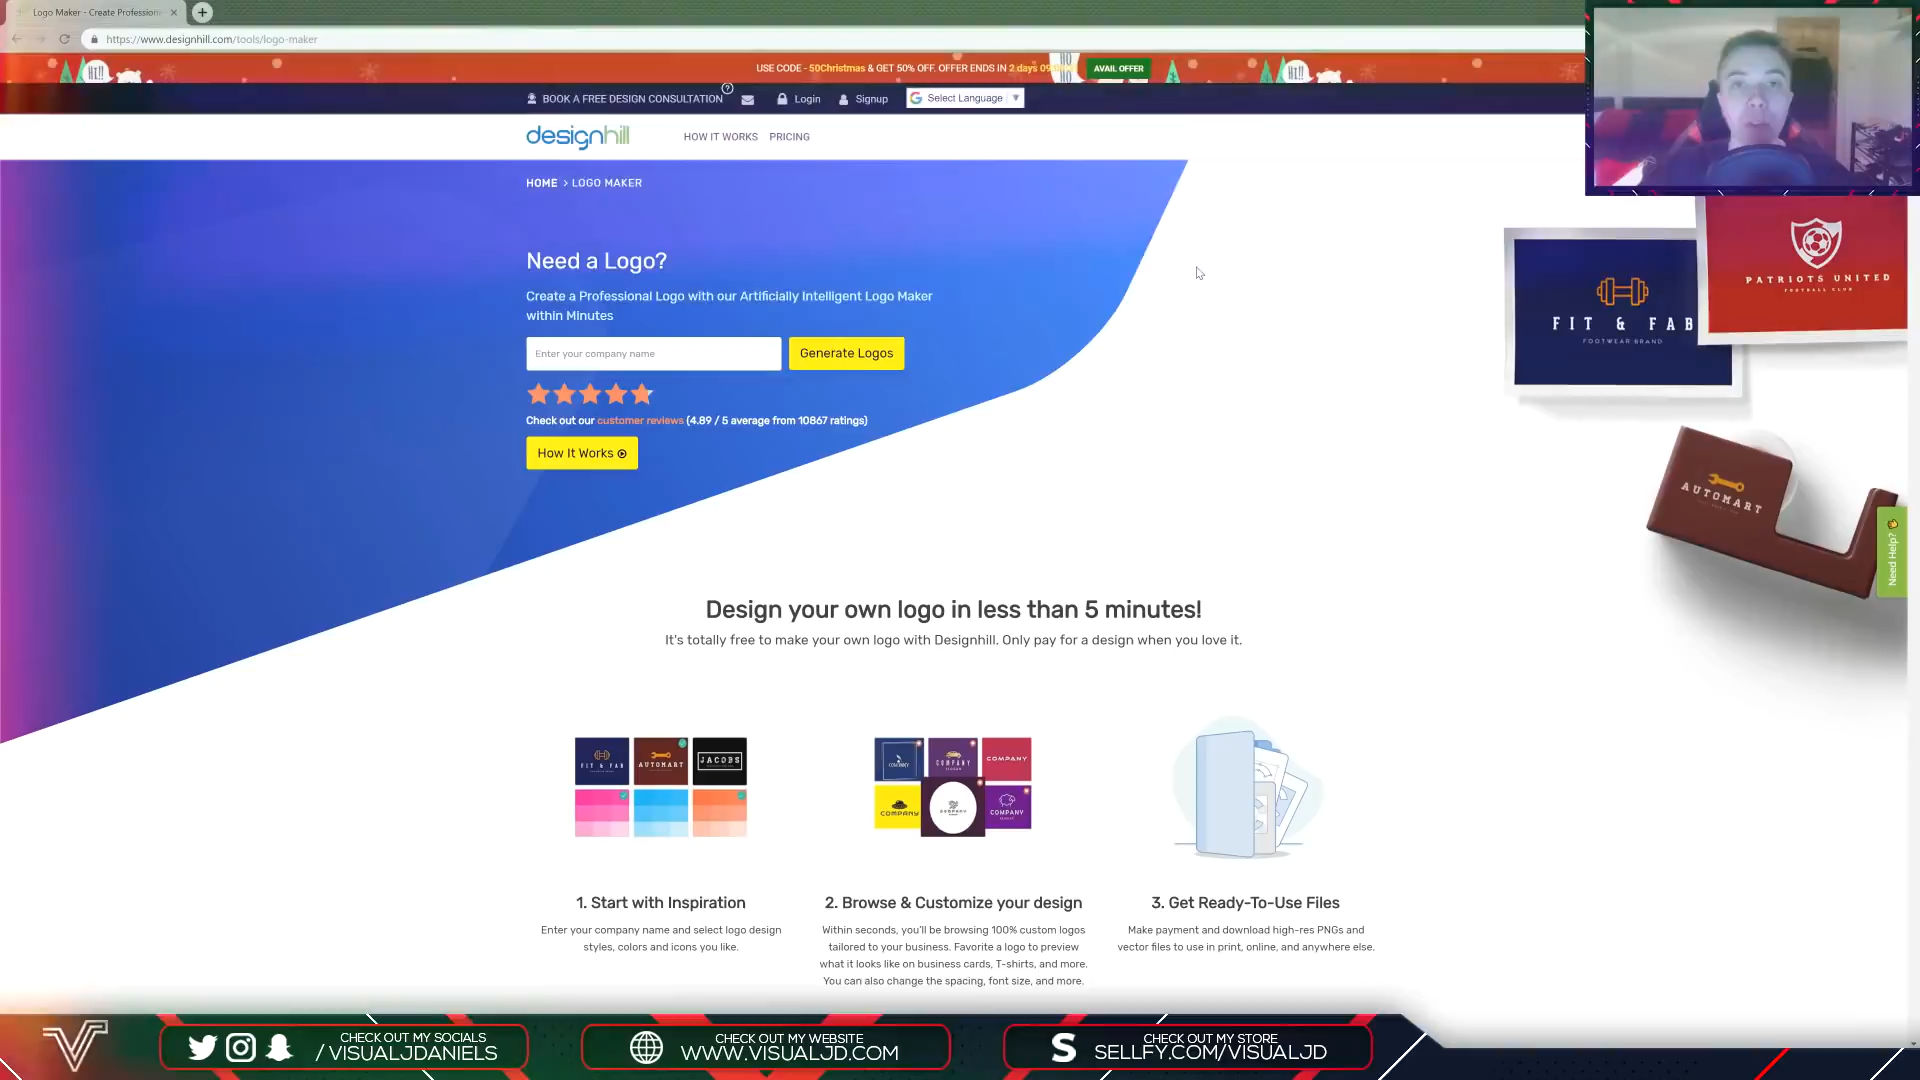 Logo Maker - Create Profession
https://www.designhill.com/tools/logo-maker
HI!!
USE CODE - 50Christmas & GET 50% OFF. OFFER ENDS IN 2 days
AVAIL OFFER
HI!!
BOOK A FREE DESIGN CONSULTATION
?
Login
Signup
Select Language
designhill
HOW IT WORKS
PRICING
HOME > LOGO MAKER
Need a Logo?
Create a Professional Logo with our Artificially Intelligent Logo Maker
within Minutes
Enter your company name
Generate Logos
Check out our customer reviews (4.89 / 5 average from 10867 ratings)
How It Works
PATRIOTS UNITED
FOOTBALL CLUB
FIT & FAB
FOOTWEAR BRAND
AUTOMART
Need Help?
Design your own logo in less than 5 minutes!
It's totally free to make your own logo with Designhill. Only pay for a design when you love it.
FIT & FAB
AUTOMART
JACOBS
COMPANY
COMPANY
COMPANY
COMPANY
COMPANY
COMPANY
1. Start with Inspiration
Enter your company name and select logo design
styles, colors and icons you like.
2. Browse & Customize your design
Within seconds, you'll be browsing 100% custom logos
tailored to your business. Favorite a logo to preview
what it looks like on business cards, T-shirts, and more.
You can also change the spacing, font size, and more.
3. Get Ready-To-Use Files
Make payment and download high-res PNGs and
vector files to use in print, online, and anywhere else.
CHECK OUT MY SOCIALS
/ VISUALJDANIELS
CHECK OUT MY WEBSITE
WWW.VISUALJD.COM
S
CHECK OUT MY STORE
SELLFY.COM/VISUALJD